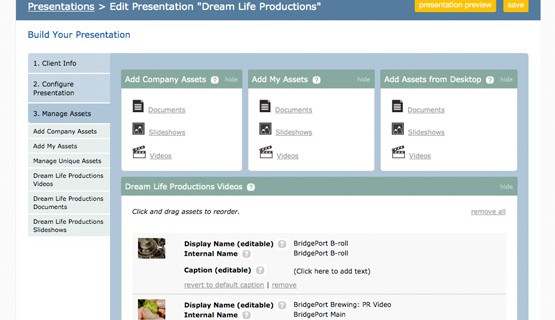 Presentations > Edit Presentation "Dream Life Productions"
presentation preview
save
Build Your Presentation
1. Client Info
2. Configure
Presentation
3. Manage Assets
Add Company Assets
Add My Assets
Manage Unique Assets
Dream Life Productions
Videos
Dream Life Productions
Documents
Dream Life Productions
Slideshows
Add Company Assets ? hide
Documents
Slideshows
Videos
Add My Assets ? hide
Documents
Slideshows
Videos
Add Assets from Desktop ? hide
Documents
Slideshows
Videos
Dream Life Productions Videos ? hide
Click and drag assets to reorder. remove all
Display Name (editable) ? BridgePort B-roll
Internal Name ? BridgePort B-roll
Caption (editable) ? (Click here to add text)
revert to default caption | remove
Display Name (editable) ? BridgePort Brewing: PR Video
Internal Name ? BridgePort Main